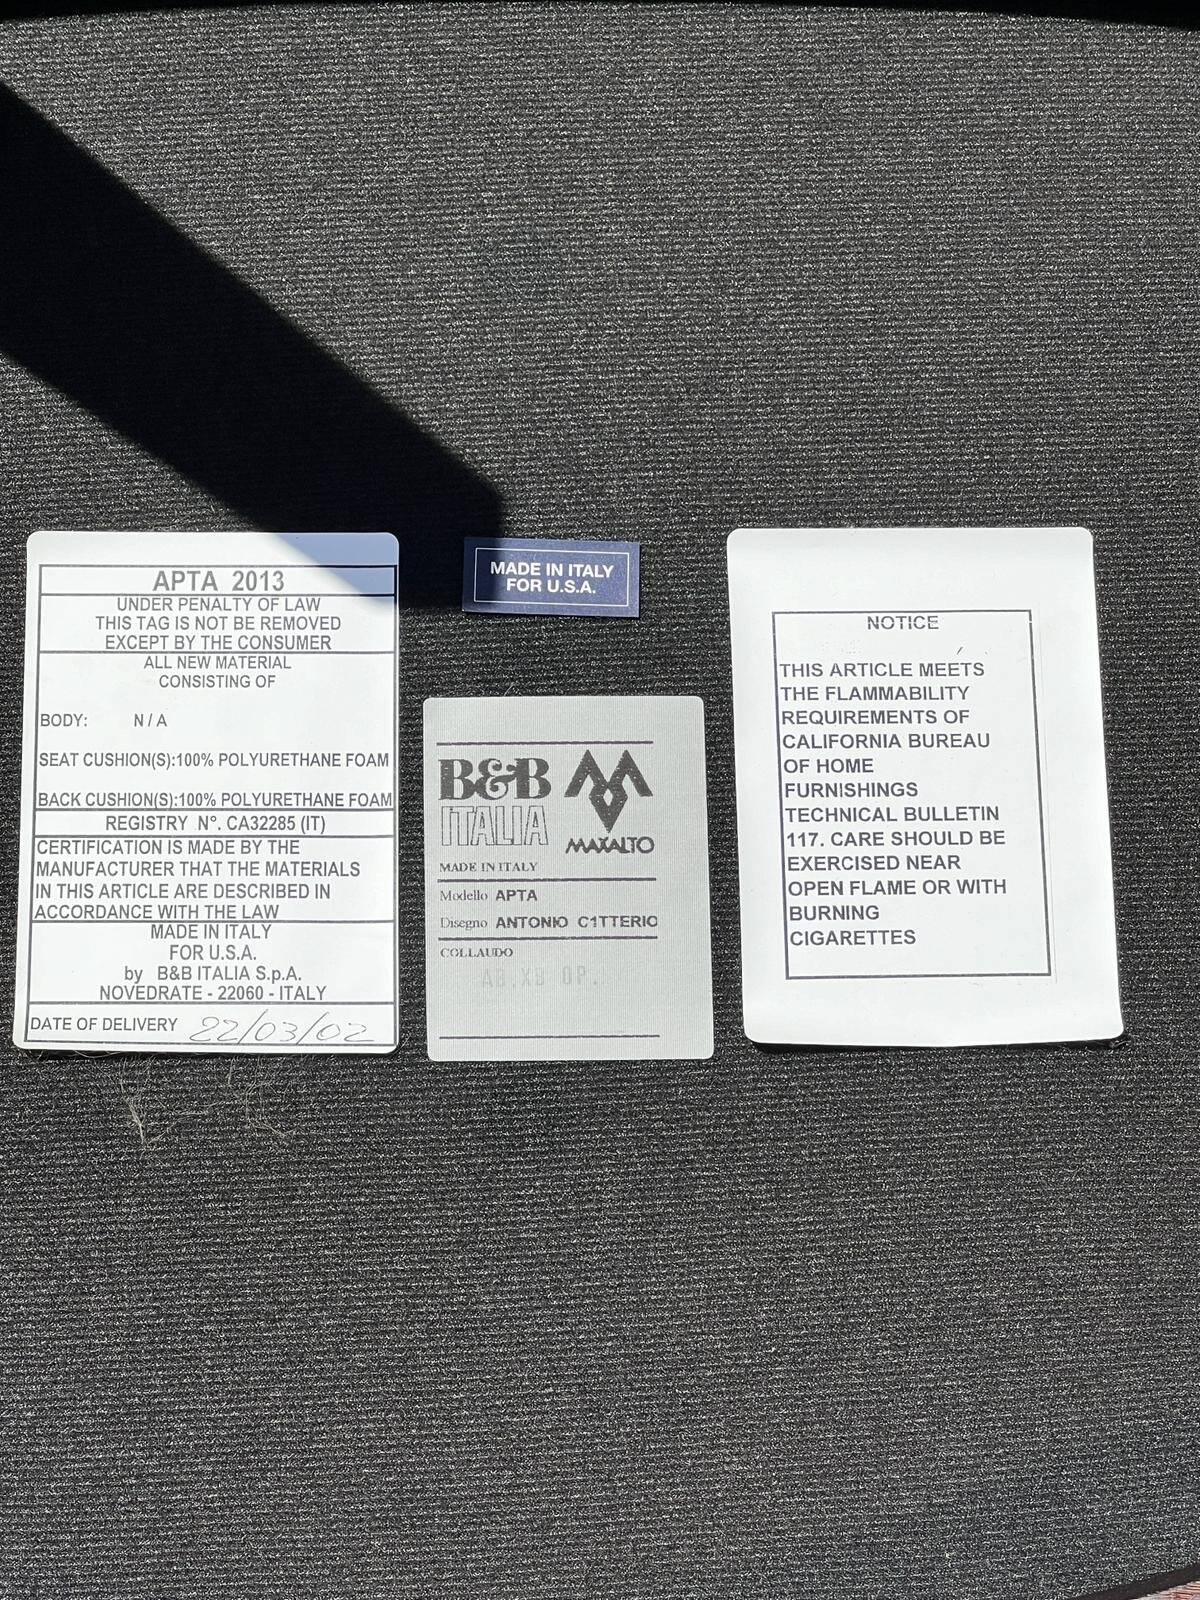 APTA 2013
UNDER PENALTY OF LAW
THIS TAG IS NOT BE REMOVED
EXCEPT BY THE CONSUMER
ALL NEW MATERIAL
CONSISTING OF
BODY: N / A
SEAT CUSHION(S):100% POLYURETHANE FOAM
BACK CUSHION(S):100% POLYURETHANE FOAM
REGISTRY N°. CA32285 (IT)
CERTIFICATION IS MADE BY THE
MANUFACTURER THAT THE MATERIALS
IN THIS ARTICLE ARE DESCRIBED IN
ACCORDANCE WITH THE LAW
MADE IN ITALY
FOR U.S.A.
by B&B ITALIA S.p.A.
NOVEDRATE - 22060 - ITALY
DATE OF DELIVERY 22/03/02
MADE IN ITALY
FOR U.S.A.
B&B
ITALIA
MAXALTO
MADE IN ITALY
Modello APTA
Disegno ANTONIO C1TTERIO
COLLAUDO
AB.XB OP.
NOTICE
THIS ARTICLE MEETS
THE FLAMMABILITY
REQUIREMENTS OF
CALIFORNIA BUREAU
OF HOME
FURNISHINGS
TECHNICAL BULLETIN
117. CARE SHOULD BE
EXERCISED NEAR
OPEN FLAME OR WITH
BURNING
CIGARETTES